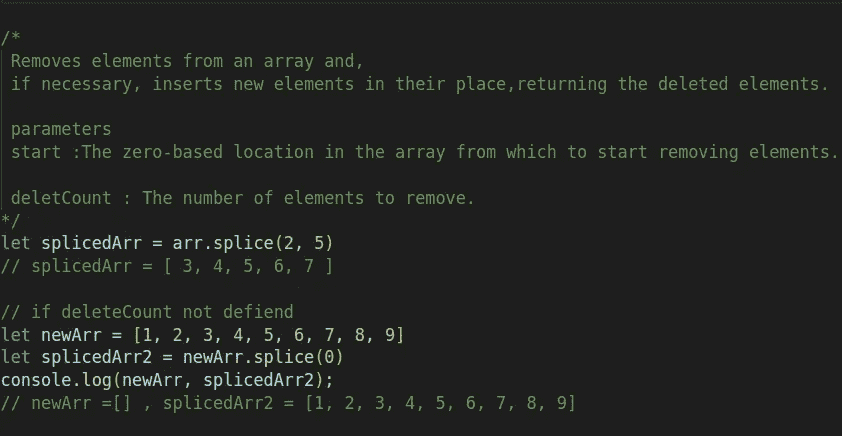 /*
Removes elements from an array and,
if necessary, inserts new elements in their place,returning the deleted elements.
parameters
start :The zero-based location in the array from which to start removing elements.
deletCount : The number of elements to remove.
*/
let splicedArr = arr.splice(2, 5)
// splicedArr = [ 3, 4, 5, 6, 7 ]
// if deleteCount not defiend
let newArr = [1, 2, 3, 4, 5, 6, 7, 8, 9]
let splicedArr2 = newArr.splice(0)
console.log(newArr, splicedArr2);
// newArr =[] , splicedArr2 = [1, 2, 3, 4, 5, 6, 7, 8, 9]